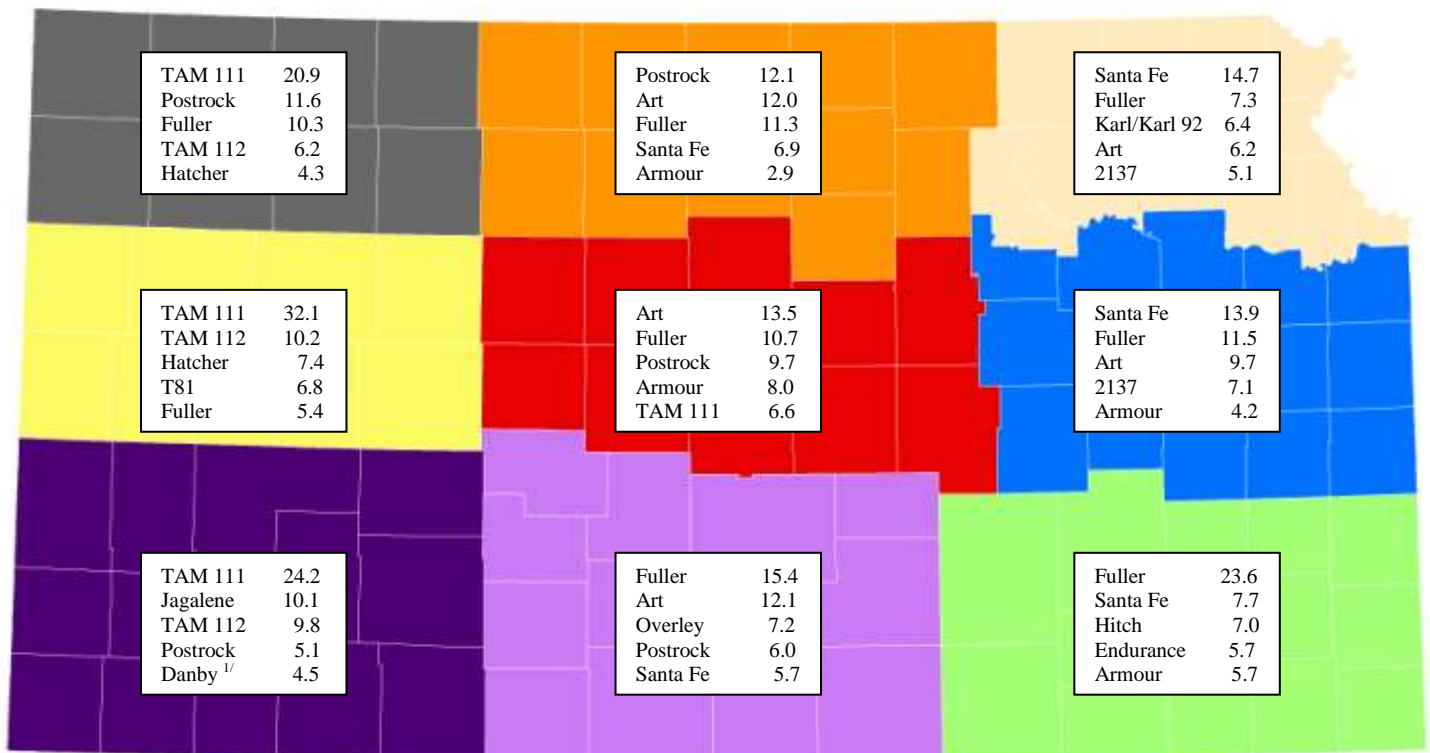 TAM 111 20.9
Postrock 11.6
Fuller 10.3
TAM 112 6.2
Hatcher 4.3
Postrock 12.1
Art 12.0
Fuller 11.3
Santa Fe 6.9
Armour 2.9
Santa Fe 14.7
Fuller 7.3
Karl/Karl 92 6.4
Art 6.2
2137 5.1
TAM 111 32.1
TAM 112 10.2
Hatcher 7.4
T81 6.8
Fuller 5.4
Art 13.5
Fuller 10.7
Postrock 9.7
Armour 8.0
TAM 111 6.6
Santa Fe 13.9
Fuller 11.5
Art 9.7
2137 7.1
Armour 4.2
TAM 111 24.2
Jagalene 10.1
TAM 112 9.8
Postrock 5.1
Danby 1/ 4.5
Fuller 15.4
Art 12.1
Overley 7.2
Postrock 6.0
Santa Fe 5.7
Fuller 23.6
Santa Fe 7.7
Hitch 7.0
Endurance 5.7
Armour 5.7